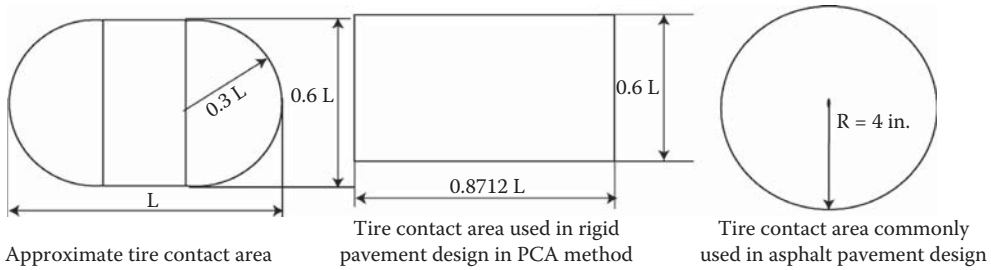 0.3 L
0.6 L
L
Approximate tire contact area
0.6 L
0.8712 L
Tire contact area used in rigid
pavement design in PCA method
R = 4 in.
Tire contact area commonly
used in asphalt pavement design